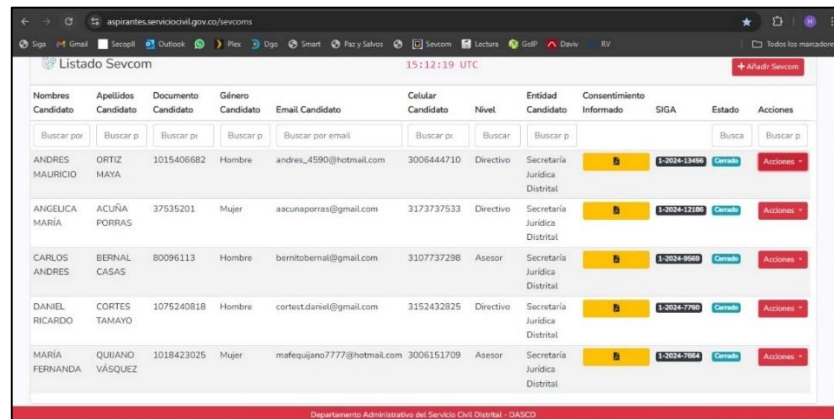 aspirantes.serviciocivil.gov.co/sevcoms
Siga Gmail SecopII Outlook Plex Dgo Smart Paz y Salvos Sevcom Lectura GolP Daviv RV Todos los marcadores
Listado Sevcom 15:12:19 UTC + Añadir Sevcom
Nombres Candidato Apellidos Candidato Documento Candidato Género Candidato Email Candidato Celular Candidato Nivel Entidad Candidato Consentimiento Informado SIGA Estado Acciones
Buscar por Buscar p Buscar po Buscar p Buscar por email Buscar po Buscar Buscar p Busca Buscar p
ANDRES MAURICIO ORTIZ MAYA 1015406682 Hombre andres_4590@hotmail.com 3006444710 Directivo Secretaría Jurídica Distrital 1-2024-13456 Cerrado Acciones
ANGELICA MARÍA ACUÑA PORRAS 37535201 Mujer aacunaporras@gmail.com 3173737533 Directivo Secretaría Jurídica Distrital 1-2024-12186 Cerrado Acciones
CARLOS ANDRES BERNAL CASAS 80096113 Hombre bernitobernal@gmail.com 3107737298 Asesor Secretaría Jurídica Distrital 1-2024-9569 Cerrado Acciones
DANIEL RICARDO CORTES TAMAYO 1075240818 Hombre cortest.daniel@gmail.com 3152432825 Directivo Secretaría Jurídica Distrital 1-2024-7760 Cerrado Acciones
MARÍA FERNANDA QUIJANO VÁSQUEZ 1018423025 Mujer mafequijano7777@hotmail.com 3006151709 Asesor Secretaría Jurídica Distrital 1-2024-7664 Cerrado Acciones
Departamento Administrativo del Servicio Civil Distrital - DASCD